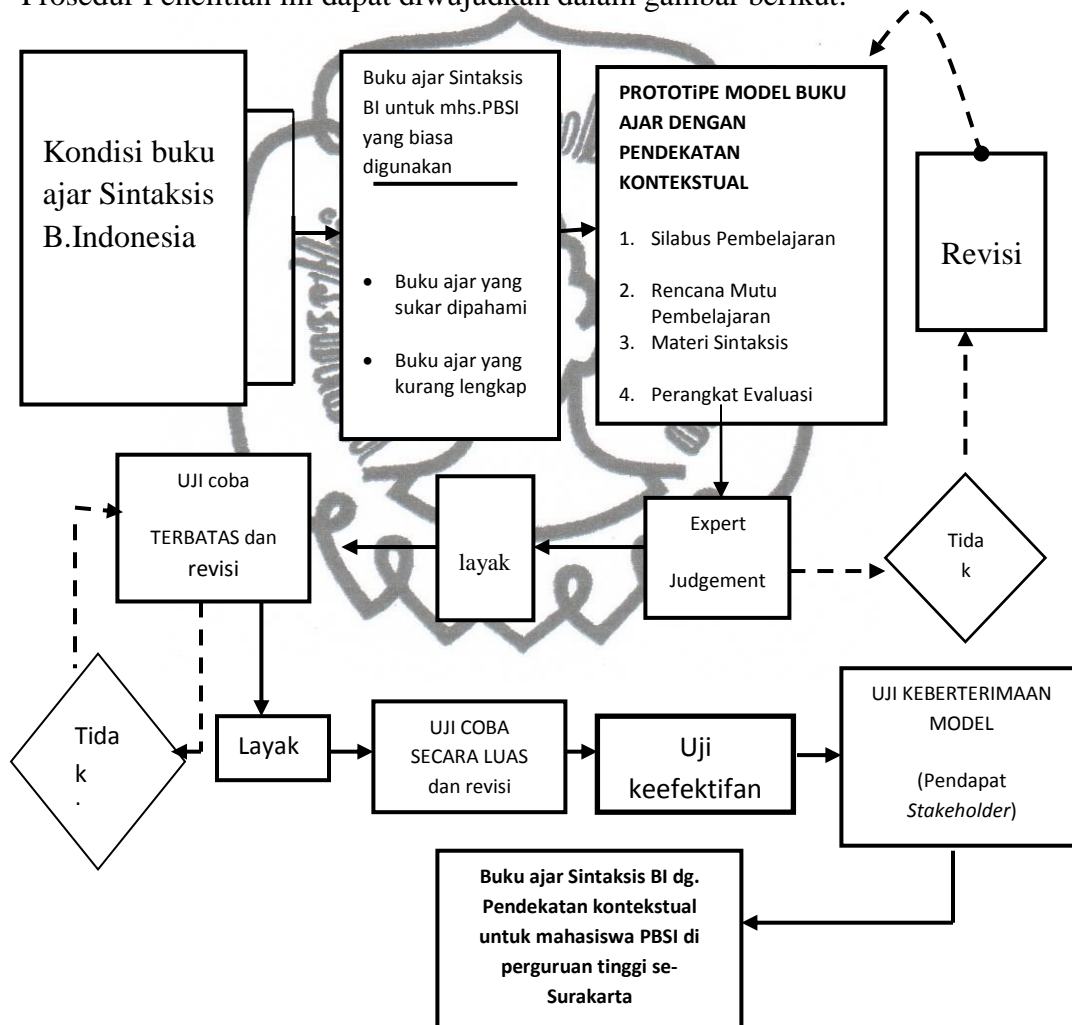 Prosedur Penelitian ini dapat diwujudkan dalam gambar berikut:
Kondisi buku
ajar Sintaksis
B.Indonesia
Buku ajar Sintaksis
BI untuk mhs.PBSI
yang biasa
digunakan
• Buku ajar yang
sukar dipahami
• Buku ajar yang
kurang lengkap
PROTOTiPE MODEL BUKU
AJAR DENGAN
PENDEKATAN
KONTEKSTUAL
1. Silabus Pembelajaran
2. Rencana Mutu
Pembelajaran
3. Materi Sintaksis
4. Perangkat Evaluasi
Revisi
UJI coba
TERBATAS dan
revisi
layak
Expert
Judgement
Tida
k
Tida
k
.
Layak
UJI COBA
SECARA LUAS
dan revisi
Uji
keefektifan
UJI KEBERTERIMAAN
MODEL
(Pendapat
Stakeholder)
Buku ajar Sintaksis BI dg.
Pendekatan kontekstual
untuk mahasiswa PBSI di
perguruan tinggi se-
Surakarta